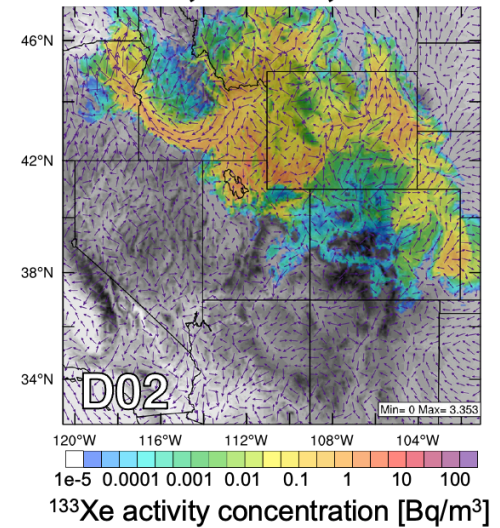 46°N
42°N
38°N
34°N
D02
Min= 0 Max= 3.353
120°W 116°W 112°W 108°W 104°W
1e-5 0.0001 0.001 0.01 0.1 1 10 100
¹³³Xe activity concentration [Bq/m³]